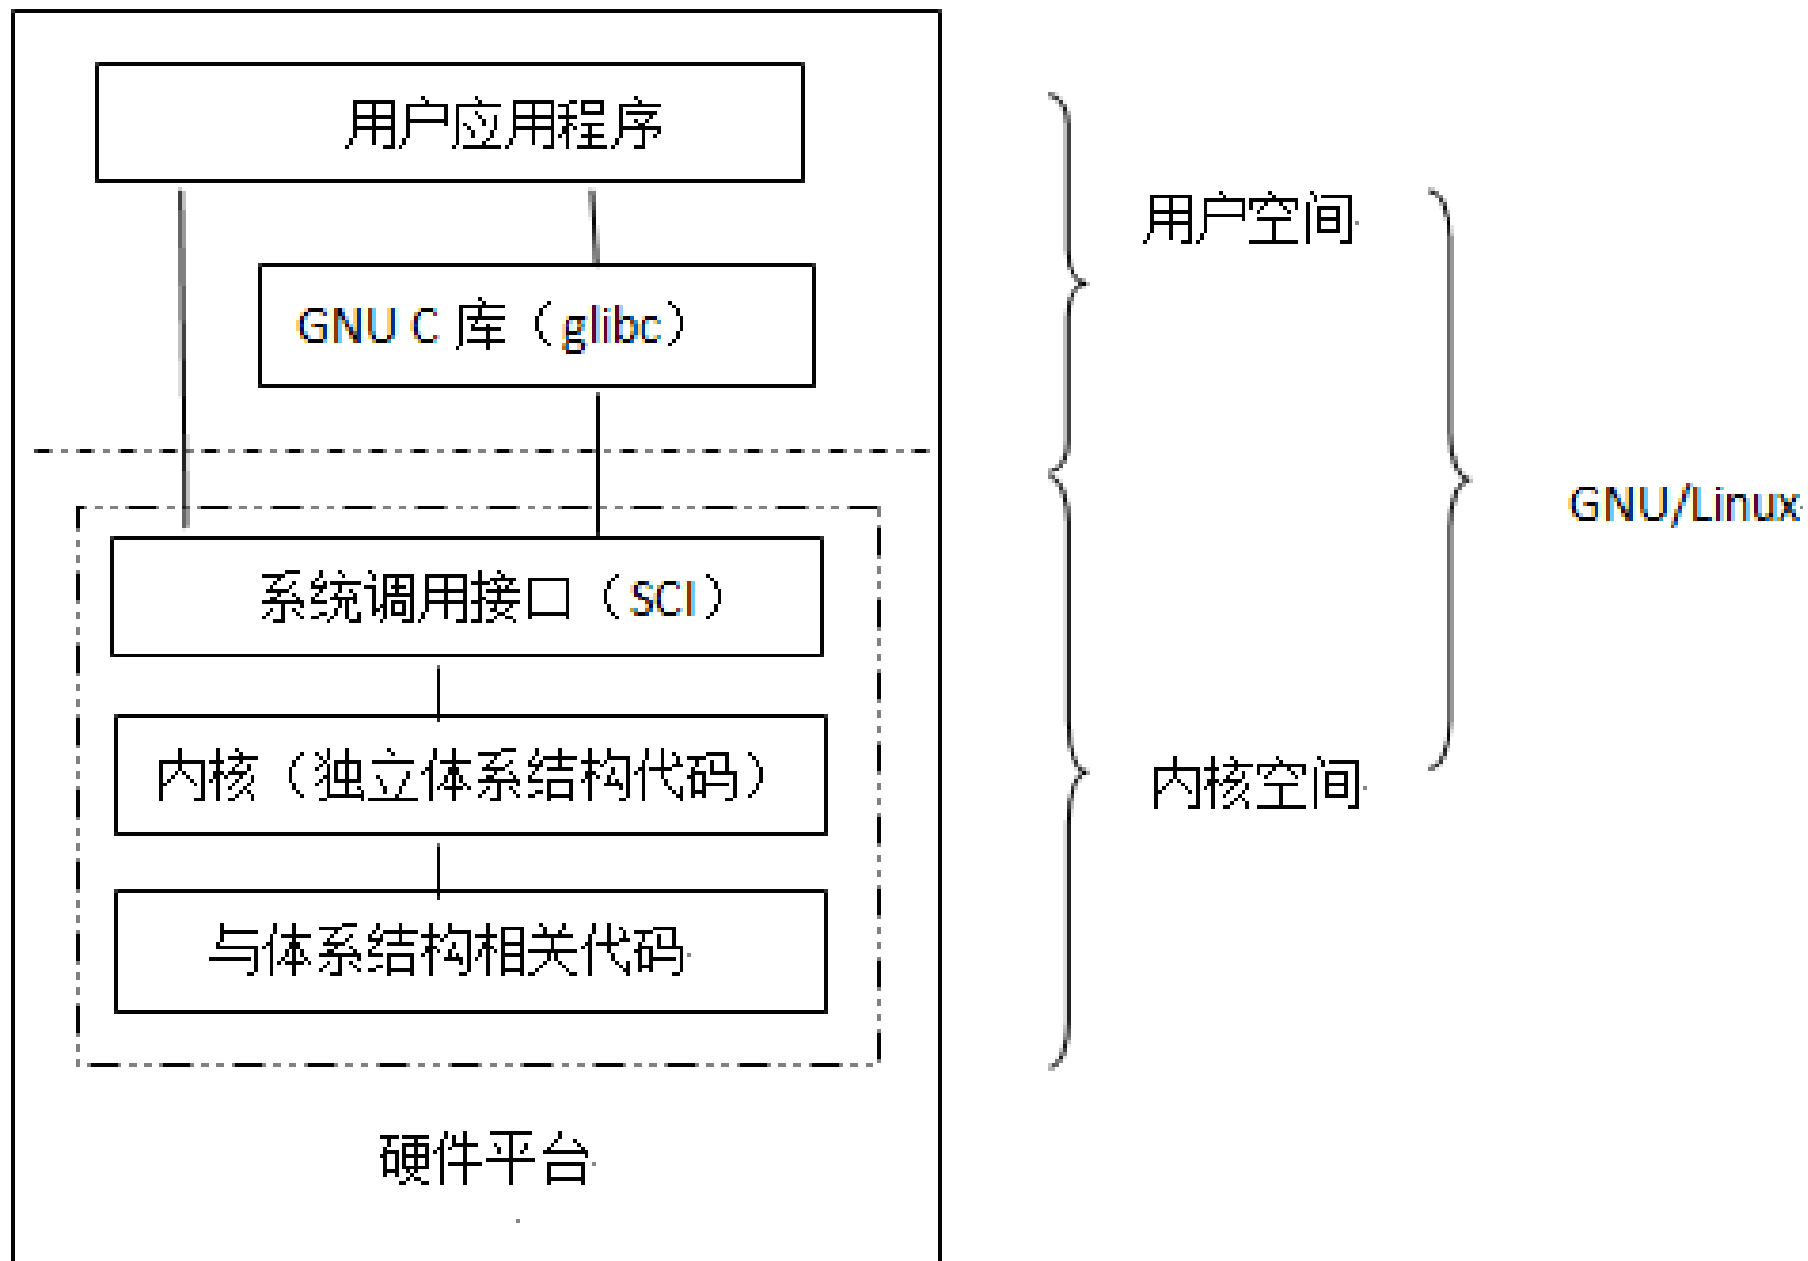 用户应用程序
用户空间
GNU C 库（glibc）
GNU/Linux
系统调用接口（SCI）
内核（独立体系结构代码）
内核空间
与体系结构相关代码
硬件平台